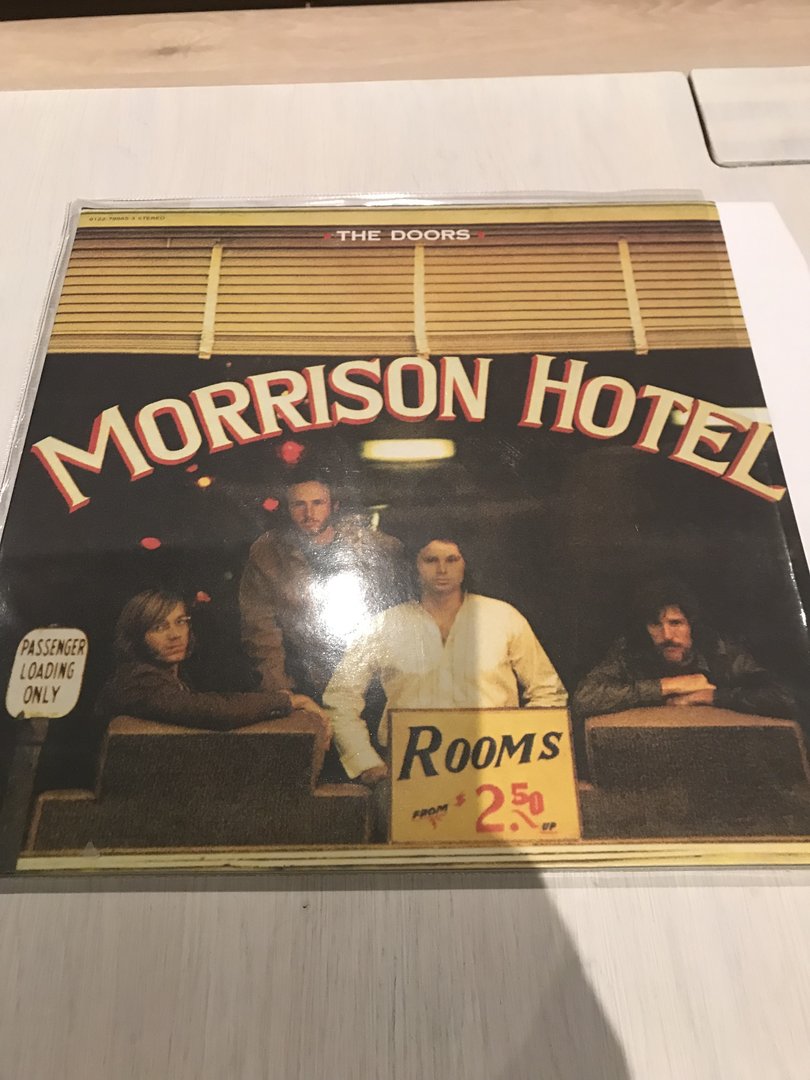 THE DOORS
MORRISON HOTEL
PASSENGER
LOADING
ONLY
ROOMS
FROM $2.50 UP